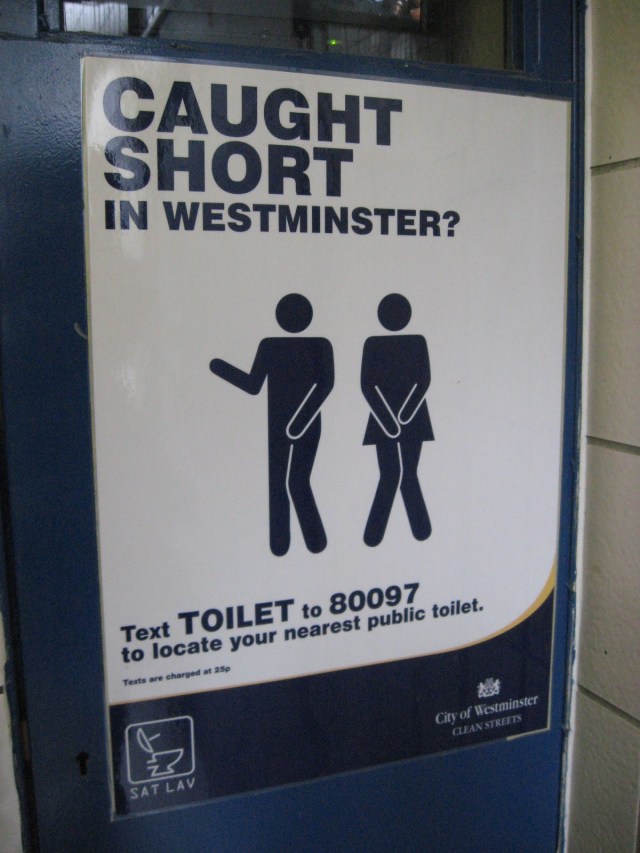 CAUGHT
SHORT
IN WESTMINSTER?
Text TOILET to 80097
to locate your nearest public toilet.
Texts are charged at 25p
City of Westminster
CLEAN STREETS
SAT LAV